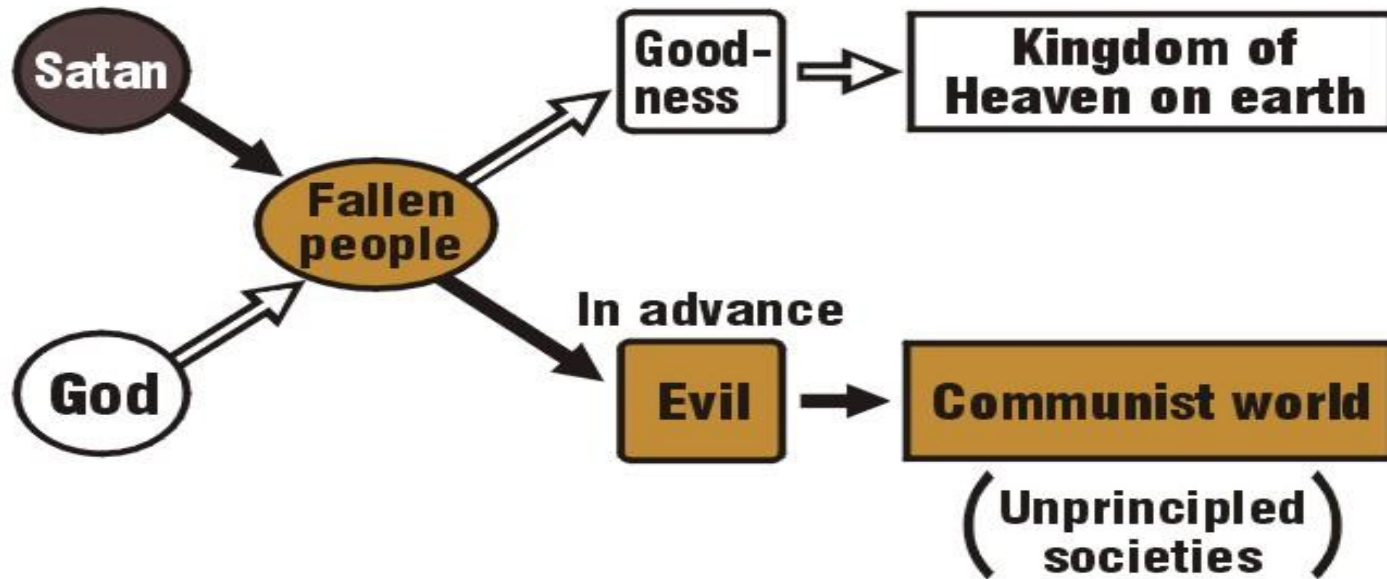 Satan
Good-
ness
Kingdom of
Heaven on earth
Fallen
people
God
In advance
Evil
Communist world
(Unprincipled
societies)